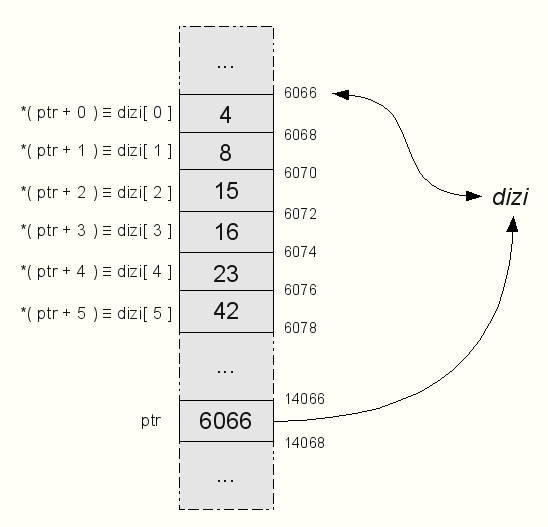 ...
6066
*( ptr + 0 ) ≡ dizi[ 0 ] 4
6068
*( ptr + 1 ) ≡ dizi[ 1 ] 8
6070
*( ptr + 2 ) ≡ dizi[ 2 ] 15
dizi
6072
*( ptr + 3 ) ≡ dizi[ 3 ] 16
6074
*( ptr + 4 ) ≡ dizi[ 4 ] 23
6076
*( ptr + 5 ) ≡ dizi[ 5 ] 42
6078
...
14066
ptr 6066
14068
...